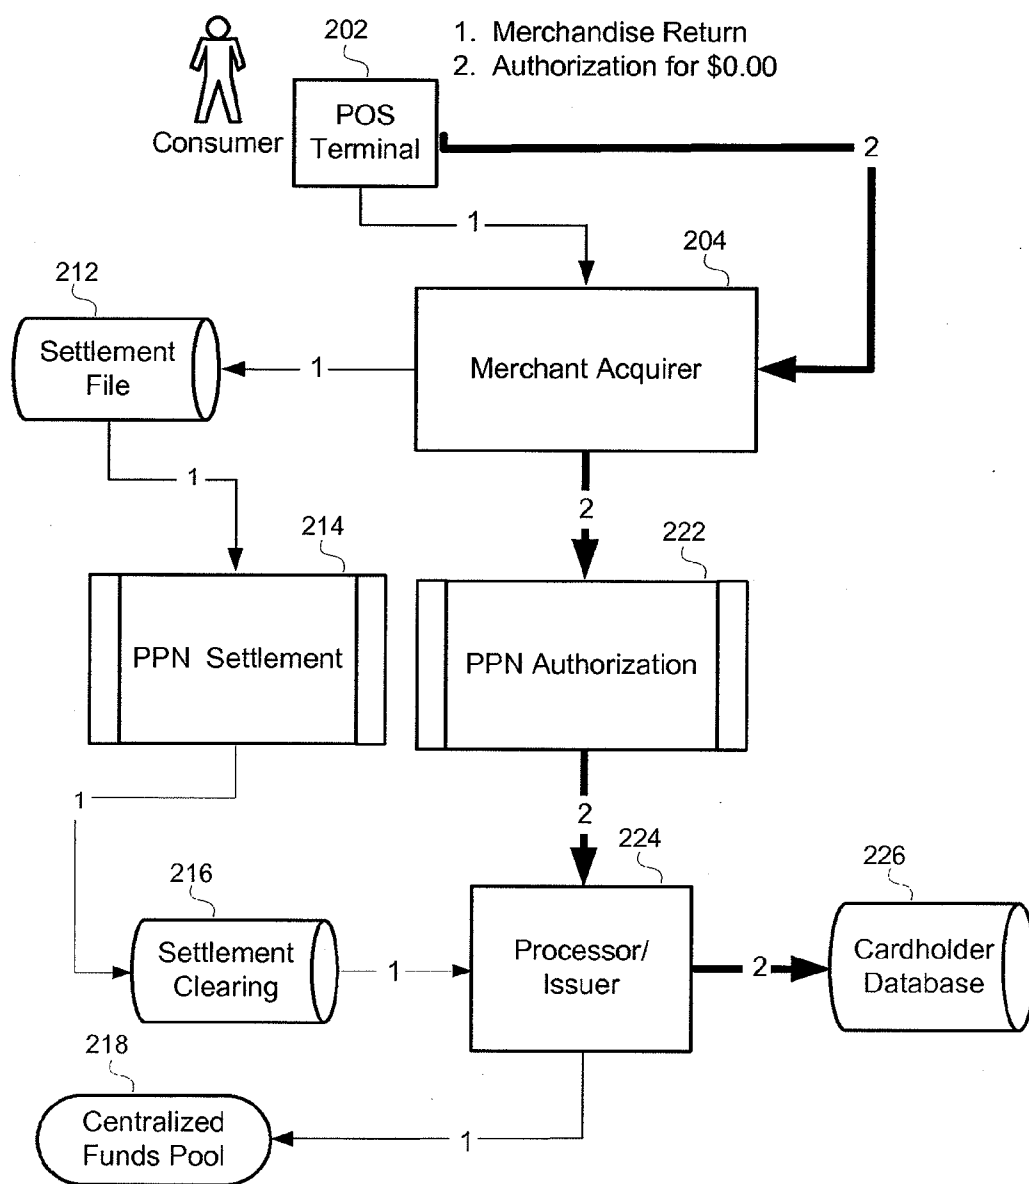 202
1. Merchandise Return
2. Authorization for $0.00
Consumer
POS
Terminal
2
1
204
212
Settlement
File
1
Merchant Acquirer
1
2
214
222
PPN Settlement
PPN Authorization
1
2
224
216
226
Settlement
Clearing
1
Processor/
Issuer
2
Cardholder
Database
218
Centralized
Funds Pool
1